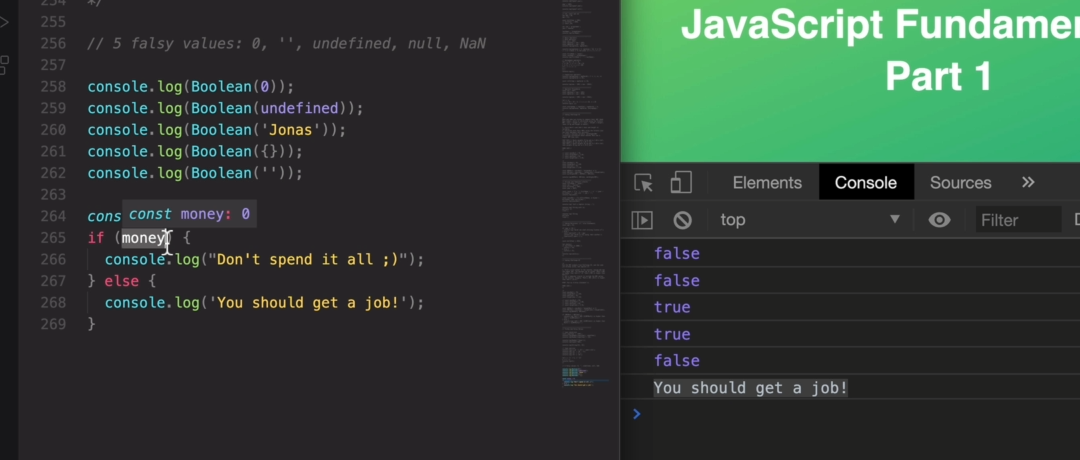 254 */
255
256 // 5 falsy values: 0, '', undefined, null, NaN
257
258 console.log(Boolean(0));
259 console.log(Boolean(undefined));
260 console.log(Boolean('Jonas'));
261 console.log(Boolean({}));
262 console.log(Boolean(''));
263
const money: 0
264 cons
265 if (money) {
266 console.log("Don't spend it all ;)");
267 } else {
268 console.log('You should get a job!');
269 }
JavaScript Fundamen
Part 1
Elements Console Sources »
top Filter
false
false
true
true
false
You should get a job!